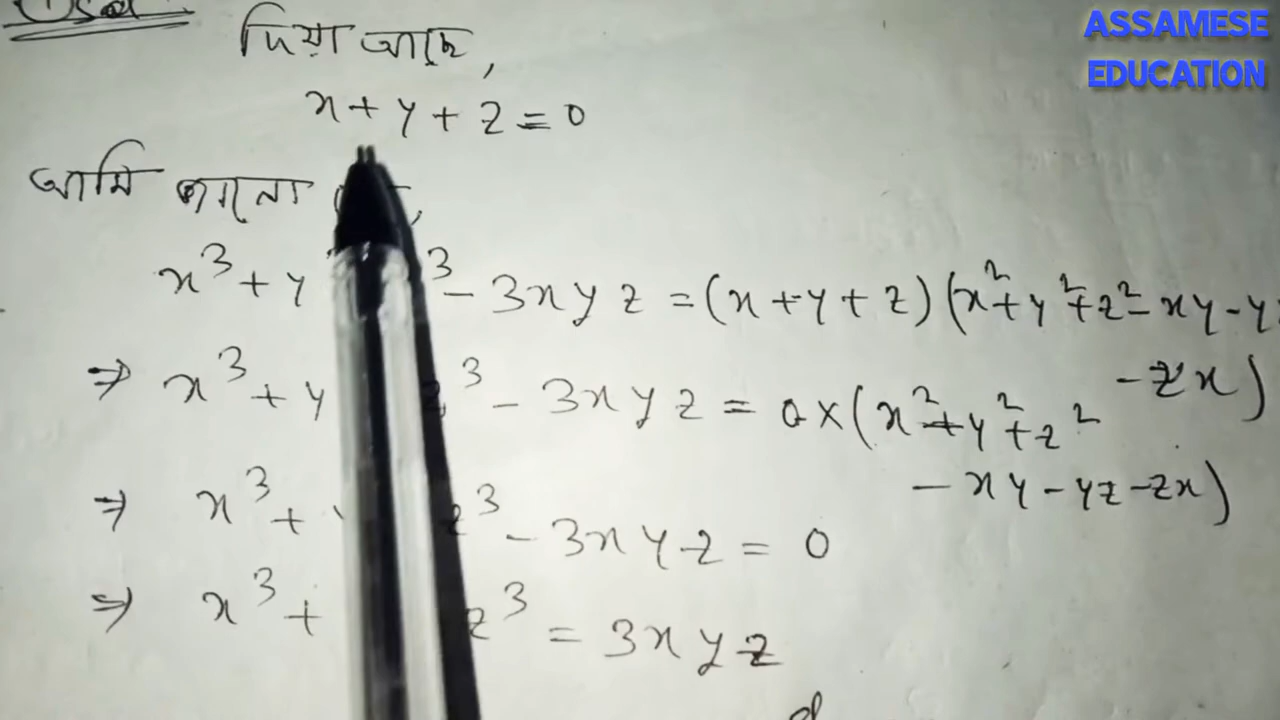 ASSAMESE
EDUCATION
দিয়া আছে,
x + y + z = 0
আমি জানো
x³ + y ³ - 3xyz = (x + y + z)(x² + y² + z² - xy - y
- zx)
⇒ x³ + y z³ - 3xyz = 0 × (x² + y² + z²
- xy - yz - zx)
⇒ x³ + z³ - 3xyz = 0
⇒ x³ + z³ = 3xyz